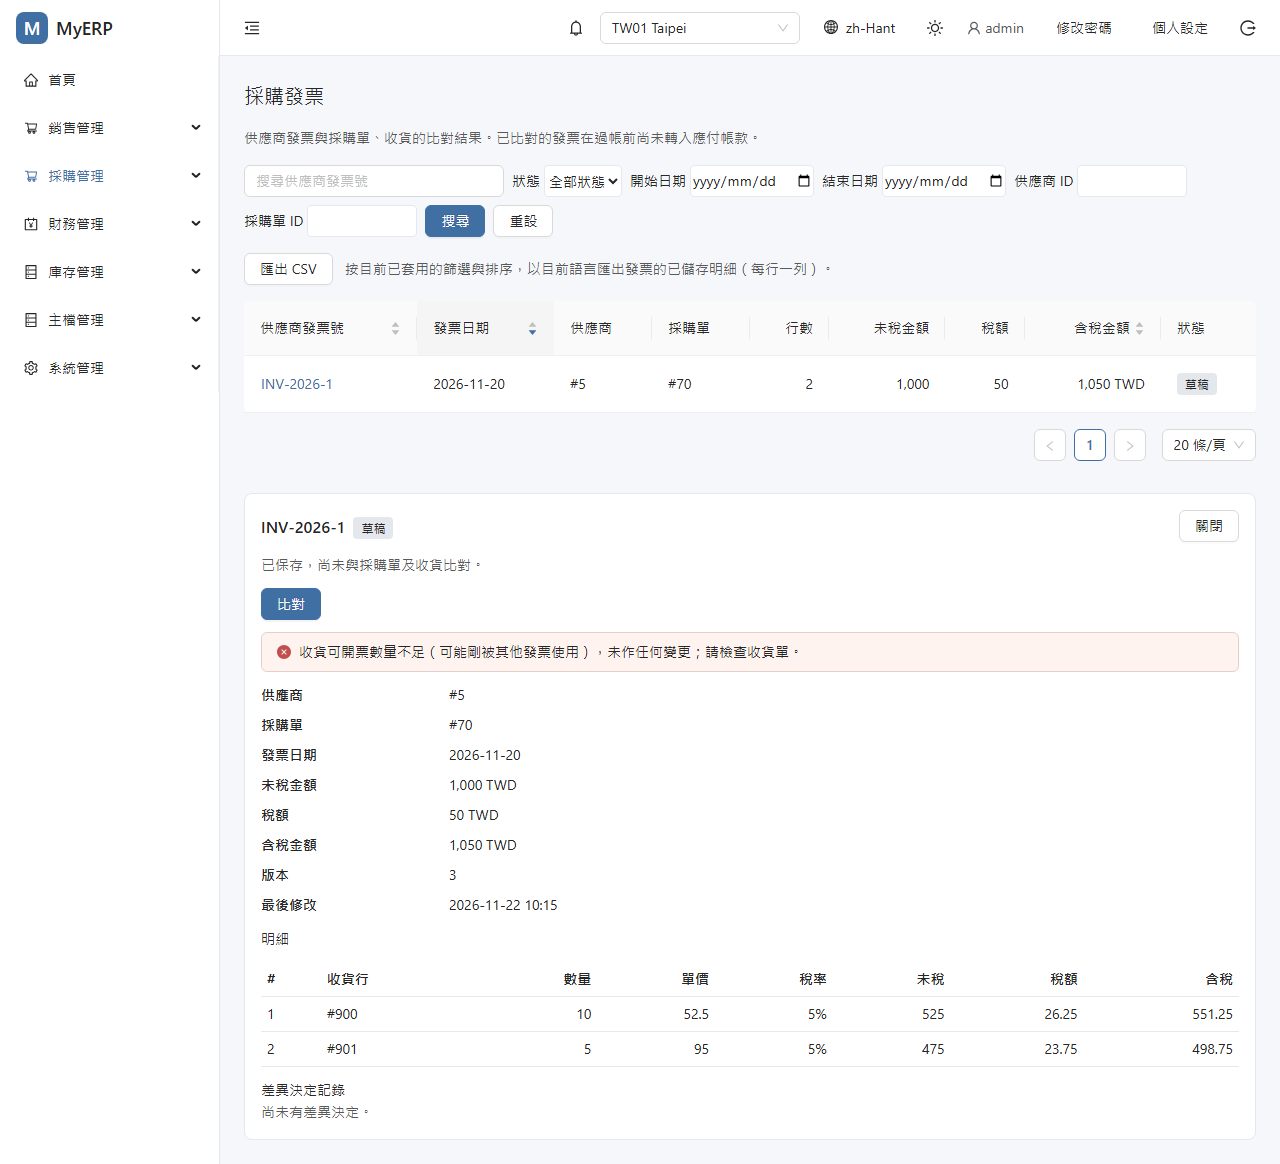 M MyERP
TW01 Taipei
zh-Hant
admin
修改密碼
個人設定
首頁
銷售管理
採購管理
財務管理
庫存管理
主檔管理
系統管理
採購發票
供應商發票與採購單、收貨的比對結果。已比對的發票在過帳前尚未轉入應付帳款。
搜尋供應商發票號 狀態 全部狀態 開始日期 yyyy/mm/dd 結束日期 yyyy/mm/dd 供應商 ID
採購單 ID 搜尋 重設
匯出 CSV 按目前已套用的篩選與排序，以目前語言匯出發票的已儲存明細（每行一列）。
供應商發票號 發票日期 供應商 採購單 行數 未稅金額 稅額 含稅金額 狀態
INV-2026-1 2026-11-20 #5 #70 2 1,000 50 1,050 TWD 草稿
1 20 條/頁
INV-2026-1 草稿 關閉
已保存，尚未與採購單及收貨比對。
比對
收貨可開票數量不足（可能剛被其他發票使用），未作任何變更；請檢查收貨單。
供應商 #5
採購單 #70
發票日期 2026-11-20
未稅金額 1,000 TWD
稅額 50 TWD
含稅金額 1,050 TWD
版本 3
最後修改 2026-11-22 10:15
明細
# 收貨行 數量 單價 稅率 未稅 稅額 含稅
1 #900 10 52.5 5% 525 26.25 551.25
2 #901 5 95 5% 475 23.75 498.75
差異決定記錄
尚未有差異決定。